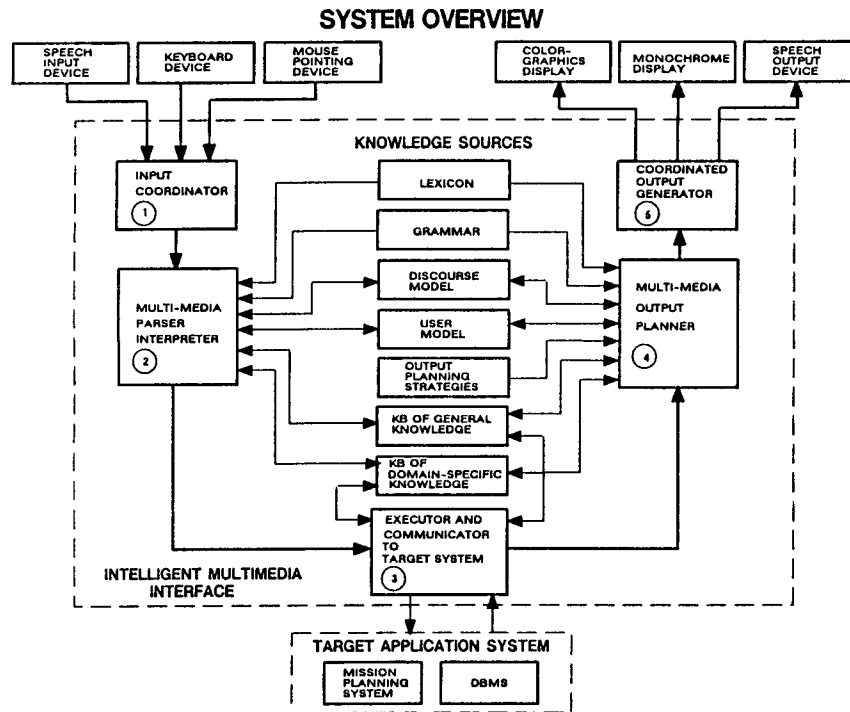 SYSTEM OVERVIEW
SPEECH
INPUT
DEVICE
KEYBOARD
DEVICE
MOUSE
POINTING
DEVICE
COLOR-
GRAPHICS
DISPLAY
MONOCHROME
DISPLAY
SPEECH
OUTPUT
DEVICE
KNOWLEDGE SOURCES
INPUT
COORDINATOR
1
LEXICON
COORDINATED
OUTPUT
GENERATOR
5
GRAMMAR
MULTI-MEDIA
PARSER
INTERPRETER
2
DISCOURSE
MODEL
USER
MODEL
OUTPUT
PLANNING
STRATEGIES
MULTI-MEDIA
OUTPUT
PLANNER
4
KB OF GENERAL
KNOWLEDGE
KB OF
DOMAIN-SPECIFIC
KNOWLEDGE
EXECUTOR AND
COMMUNICATOR
TO
TARGET SYSTEM
3
INTELLIGENT MULTIMEDIA
INTERFACE
TARGET APPLICATION SYSTEM
MISSION
PLANNING
SYSTEM
DBMS